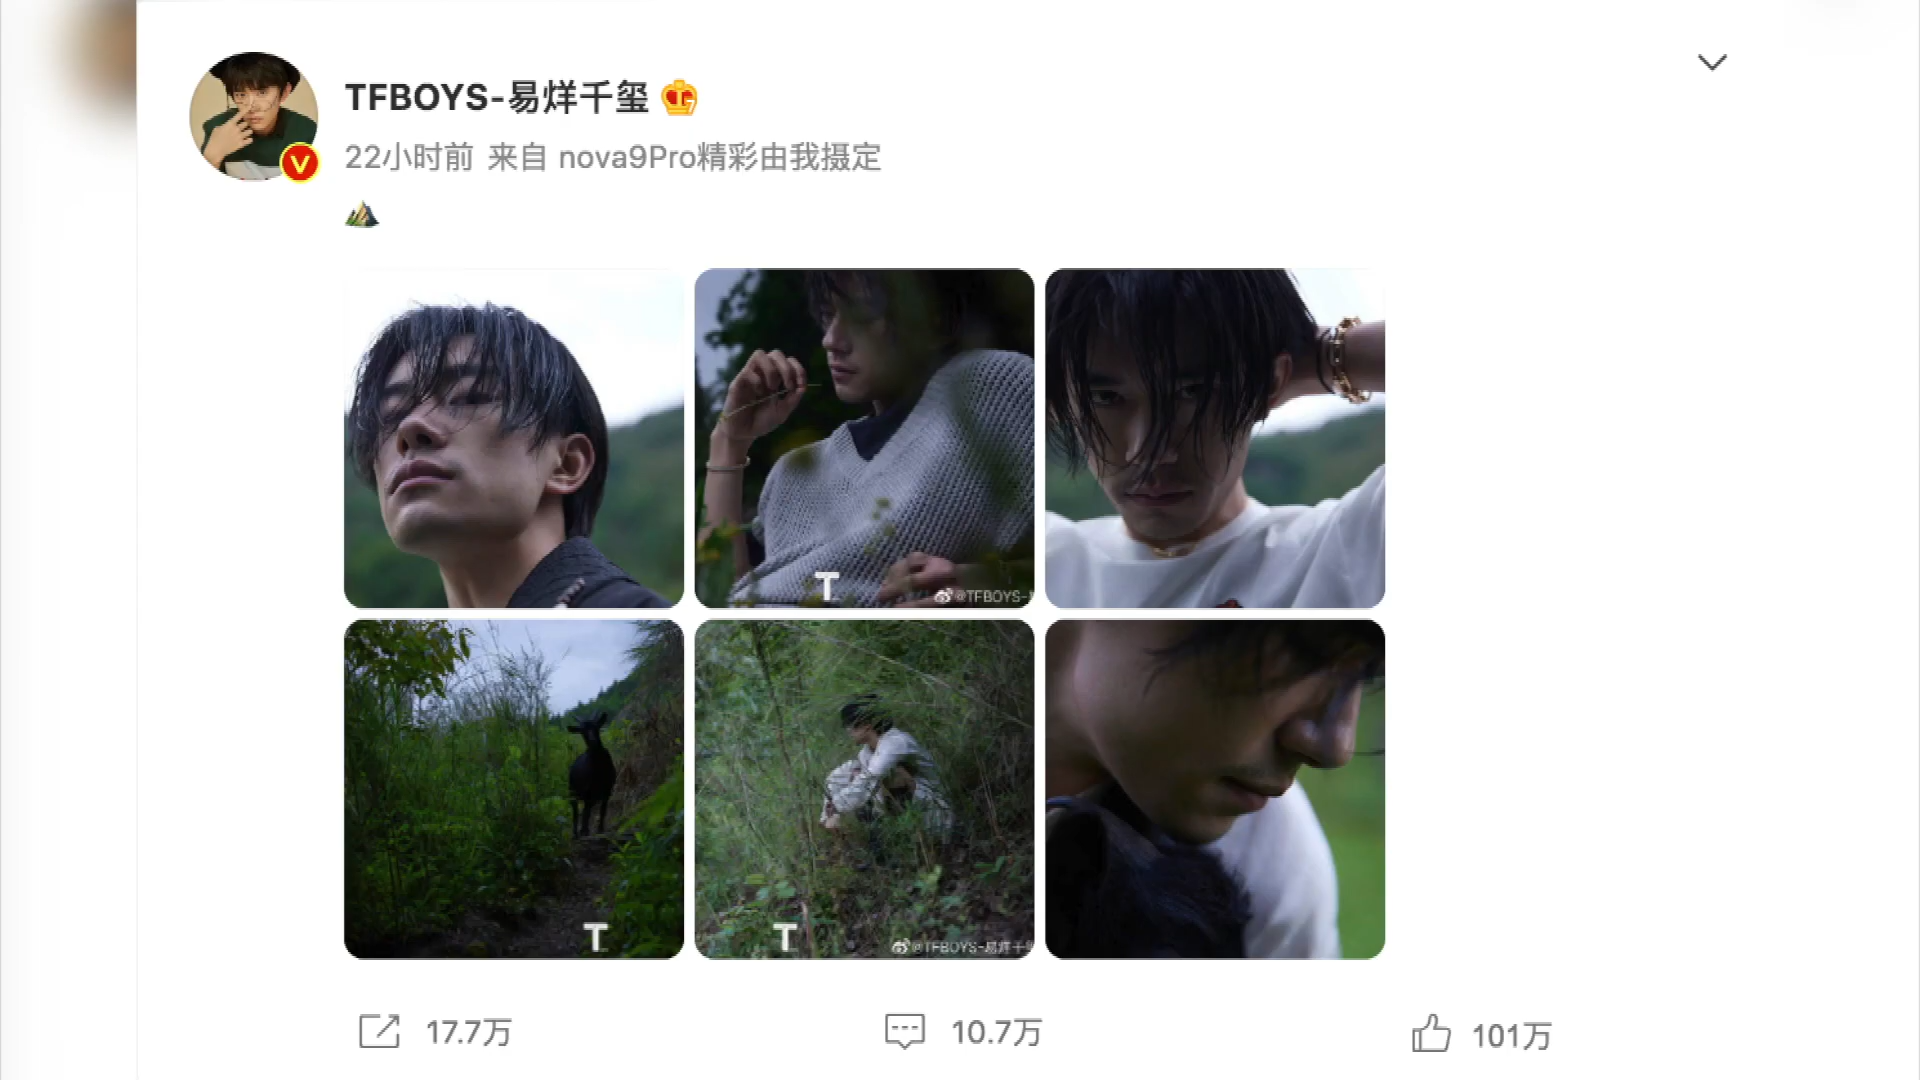 TFBOYS-易烊千玺
22小时前 来自 nova9Pro精彩由我摄定
T
@TFBOYS-
T
T
@TFBOYS-易烊千
17.7万
10.7万
101万